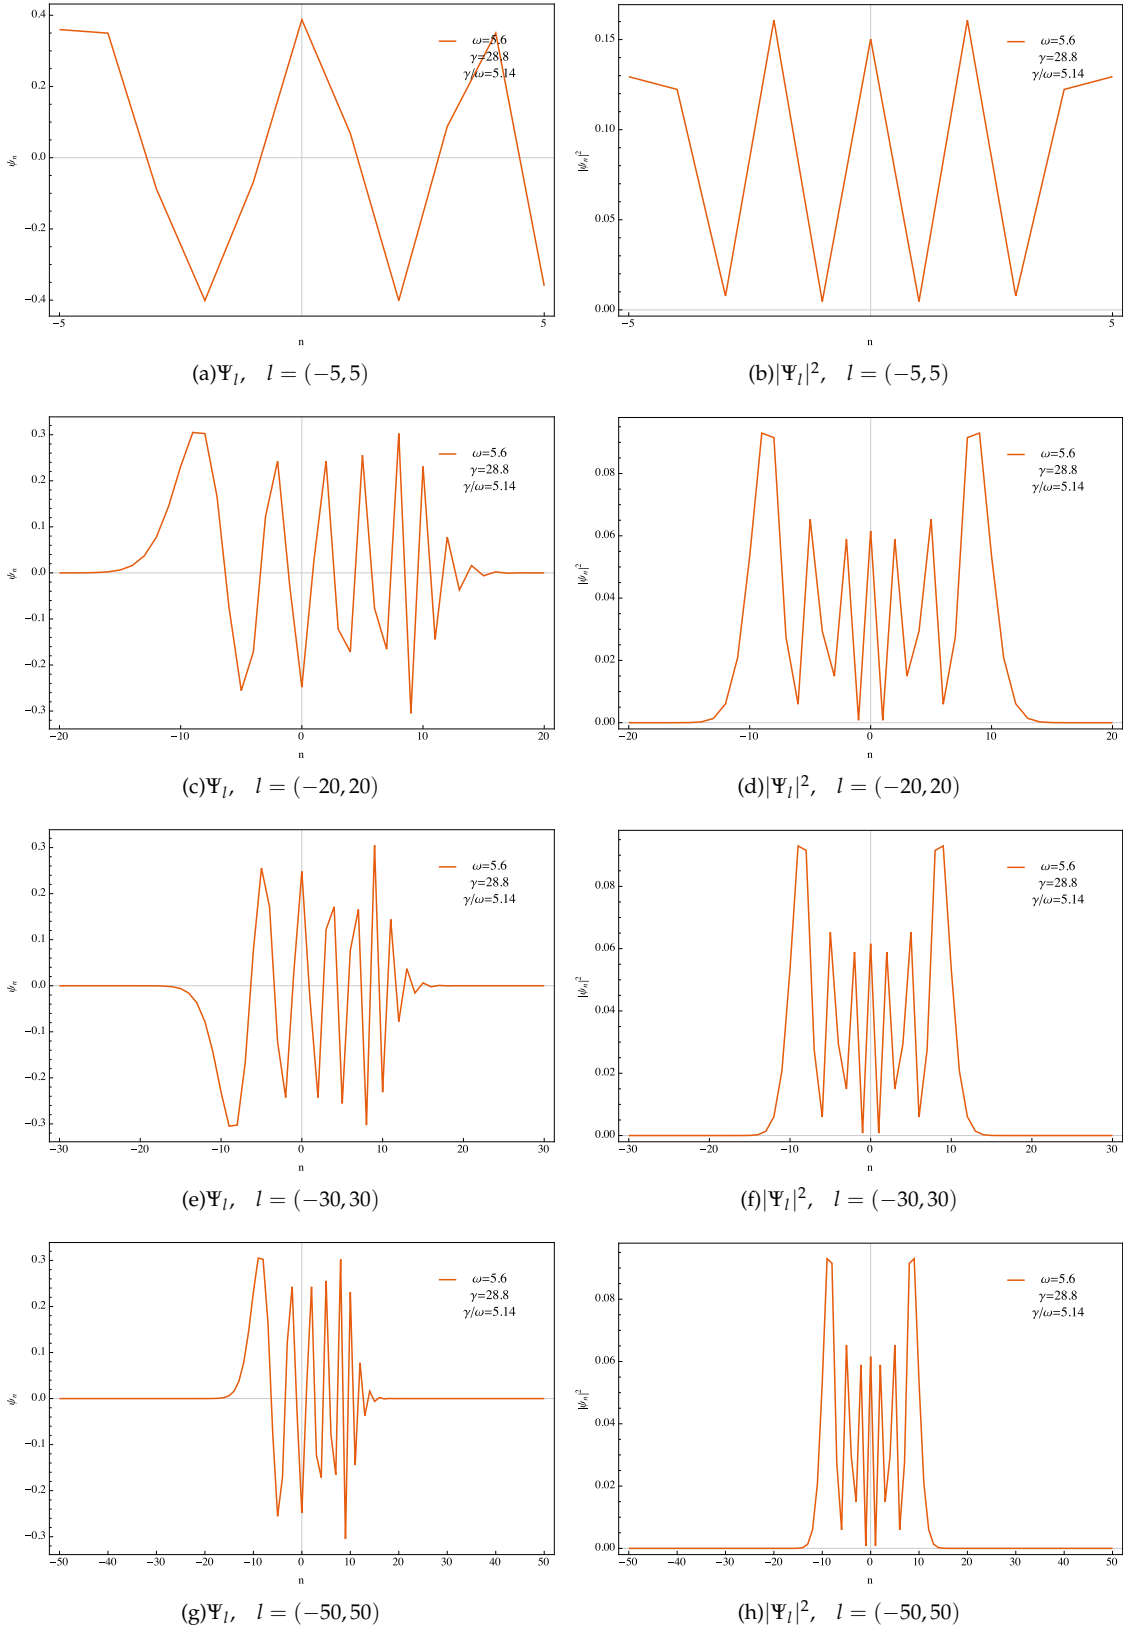 0.4
0.2
0.0
−0.2
−0.4
ψn
−5
0
5
n
ω=5.6
γ=28.8
γ/ω=5.14
(a)Ψl, l = (−5, 5)
0.15
0.10
0.05
0.00
|ψn|²
−5
0
5
n
ω=5.6
γ=28.8
γ/ω=5.14
(b)|Ψl|², l = (−5, 5)
0.3
0.2
0.1
0.0
−0.1
−0.2
−0.3
ψn
−20
−10
0
10
20
n
ω=5.6
γ=28.8
γ/ω=5.14
(c)Ψl, l = (−20, 20)
0.08
0.06
0.04
0.02
0.00
|ψn|²
−20
−10
0
10
20
n
ω=5.6
γ=28.8
γ/ω=5.14
(d)|Ψl|², l = (−20, 20)
0.3
0.2
0.1
0.0
−0.1
−0.2
−0.3
ψn
−30
−20
−10
0
10
20
30
n
ω=5.6
γ=28.8
γ/ω=5.14
(e)Ψl, l = (−30, 30)
0.08
0.06
0.04
0.02
0.00
|ψn|²
−30
−20
−10
0
10
20
30
n
ω=5.6
γ=28.8
γ/ω=5.14
(f)|Ψl|², l = (−30, 30)
0.3
0.2
0.1
0.0
−0.1
−0.2
−0.3
ψn
−50
−40
−30
−20
−10
0
10
20
30
40
50
n
ω=5.6
γ=28.8
γ/ω=5.14
(g)Ψl, l = (−50, 50)
0.08
0.06
0.04
0.02
0.00
|ψn|²
−50
−40
−30
−20
−10
0
10
20
30
40
50
n
ω=5.6
γ=28.8
γ/ω=5.14
(h)|Ψl|², l = (−50, 50)